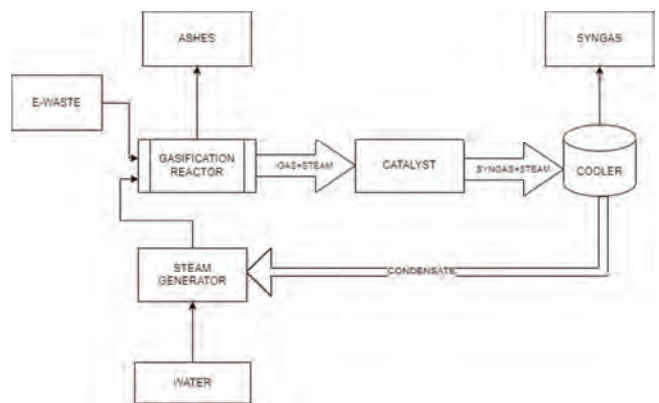 ASHES
SYNGAS
E-WASTE
GASIFICATION
REACTOR
GAS+STEAM
CATALYST
SYNGAS+STEAM
COOLER
STEAM
GENERATOR
CONDENSATE
WATER